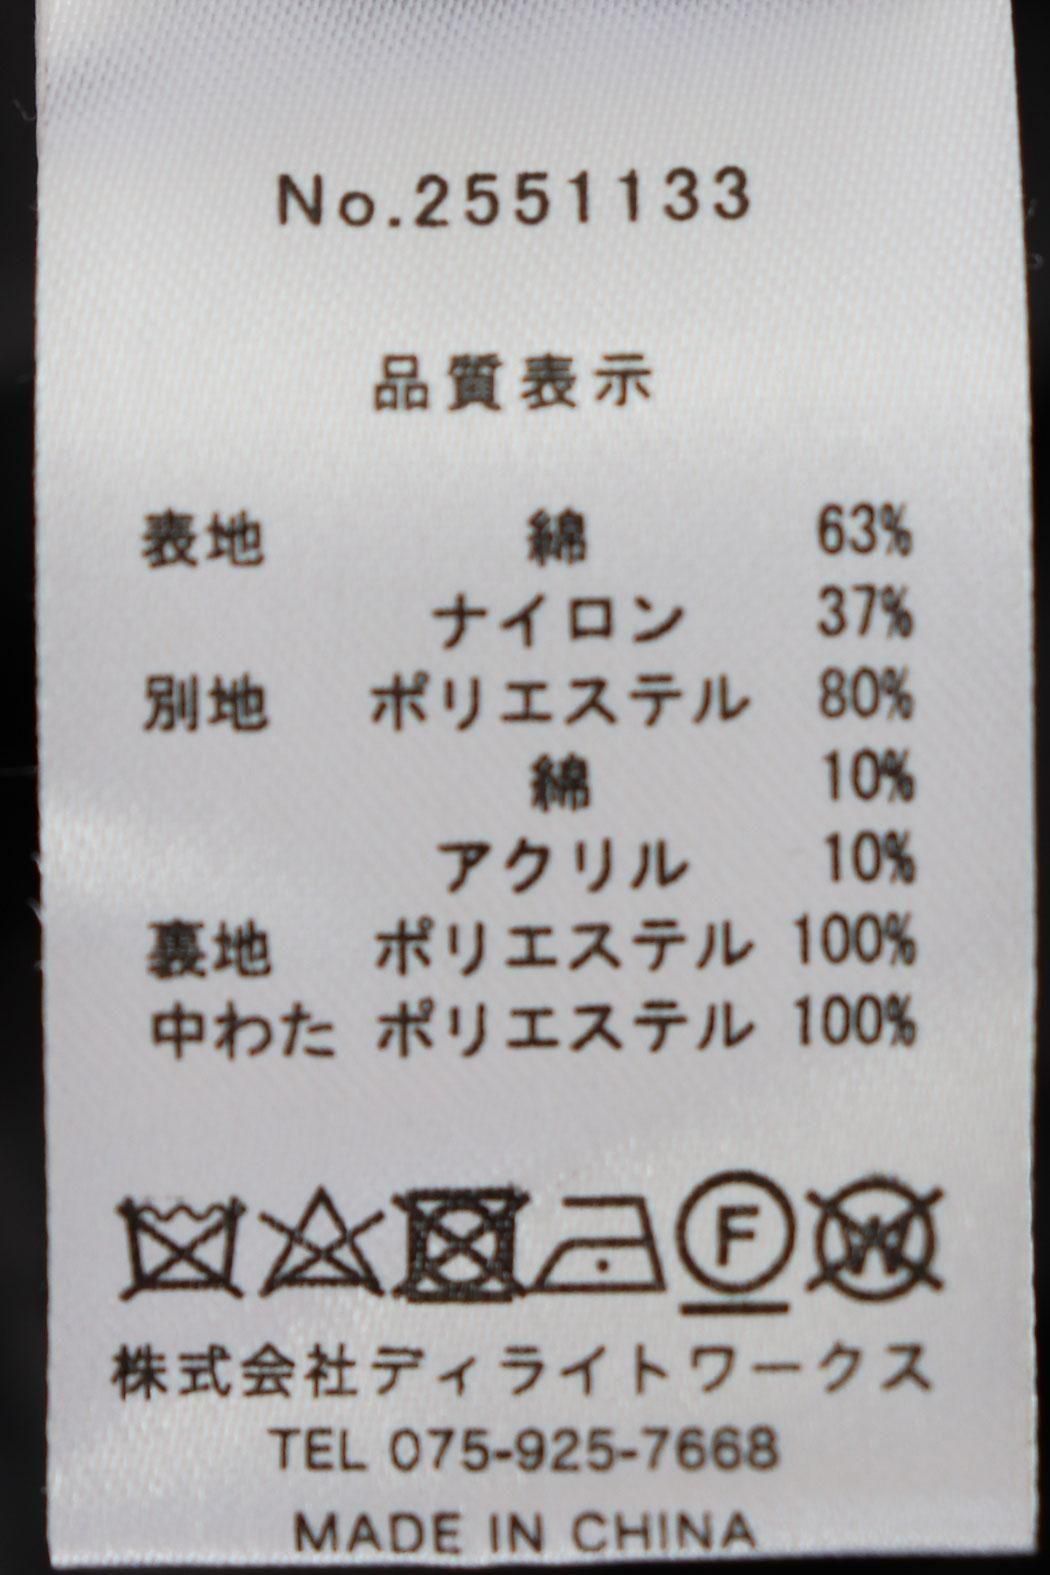 No.2551133
品質表示
表地 綿 63%
ナイロン 37%
別地 ポリエステル 80%
綿 10%
アクリル 10%
裏地 ポリエステル 100%
中わた ポリエステル 100%
F W
株式会社ディライトワークス
TEL 075-925-7668
MADE IN CHINA